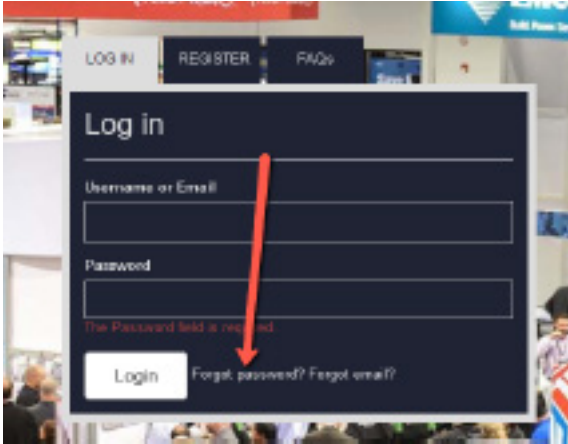 LOG IN REGISTER FAQs
Log in
Username or Email
Password
The Password field is required.
Login Forgot password? Forgot email?